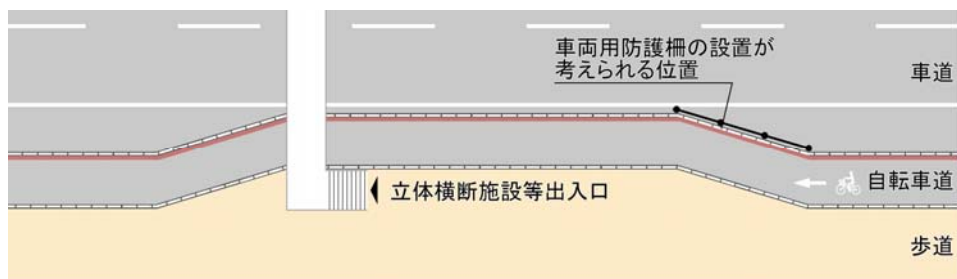 車両用防護柵の設置が
考えられる位置
車道
自転車道
立体横断施設等出入口
歩道